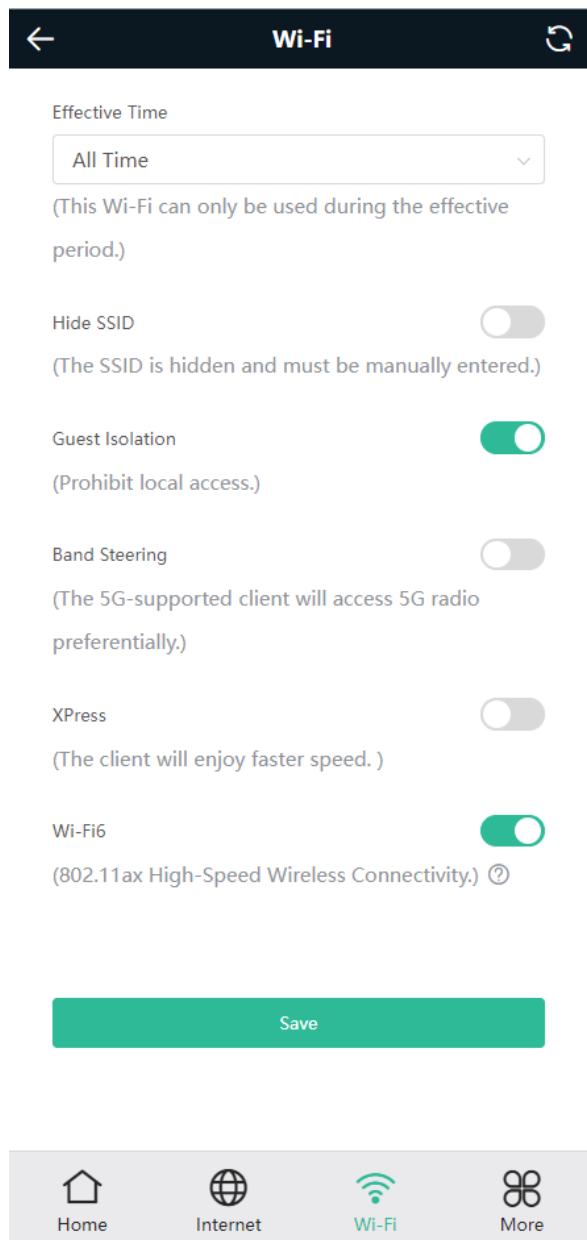 Wi-Fi
Effective Time
All Time
(This Wi-Fi can only be used during the effective
period.)
Hide SSID
(The SSID is hidden and must be manually entered.)
Guest Isolation
(Prohibit local access.)
Band Steering
(The 5G-supported client will access 5G radio
preferentially.)
XPress
(The client will enjoy faster speed. )
Wi-Fi6
(802.11ax High-Speed Wireless Connectivity.) ?
Save
Home Internet Wi-Fi More